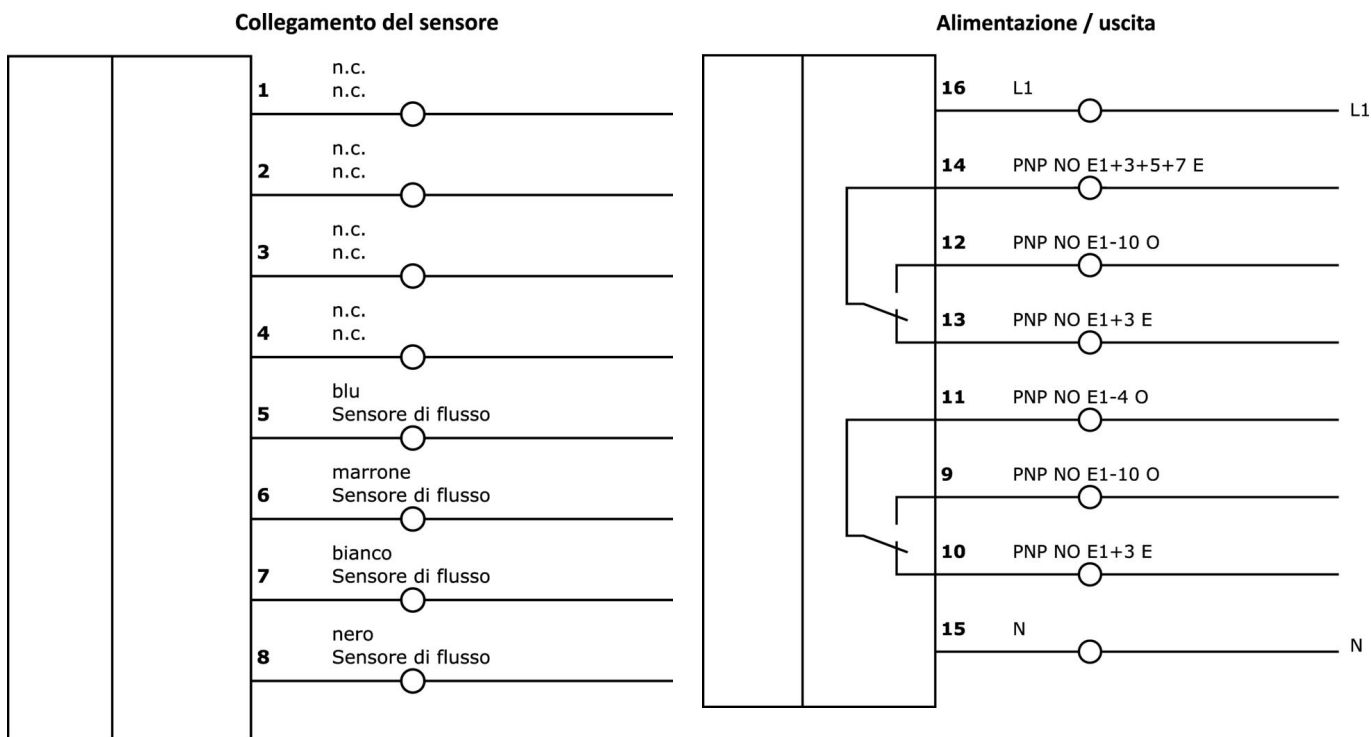 Collegamento del sensore
n.c.
1 n.c.
n.c.
2 n.c.
n.c.
3 n.c.
n.c.
4 n.c.
blu
5 Sensore di flusso
marrone
6 Sensore di flusso
bianco
7 Sensore di flusso
nero
8 Sensore di flusso
Alimentazione / uscita
16 L1
L1
14 PNP NO E1+3+5+7 E
12 PNP NO E1-10 O
13 PNP NO E1+3 E
11 PNP NO E1-4 O
9 PNP NO E1-10 O
10 PNP NO E1+3 E
15 N
N